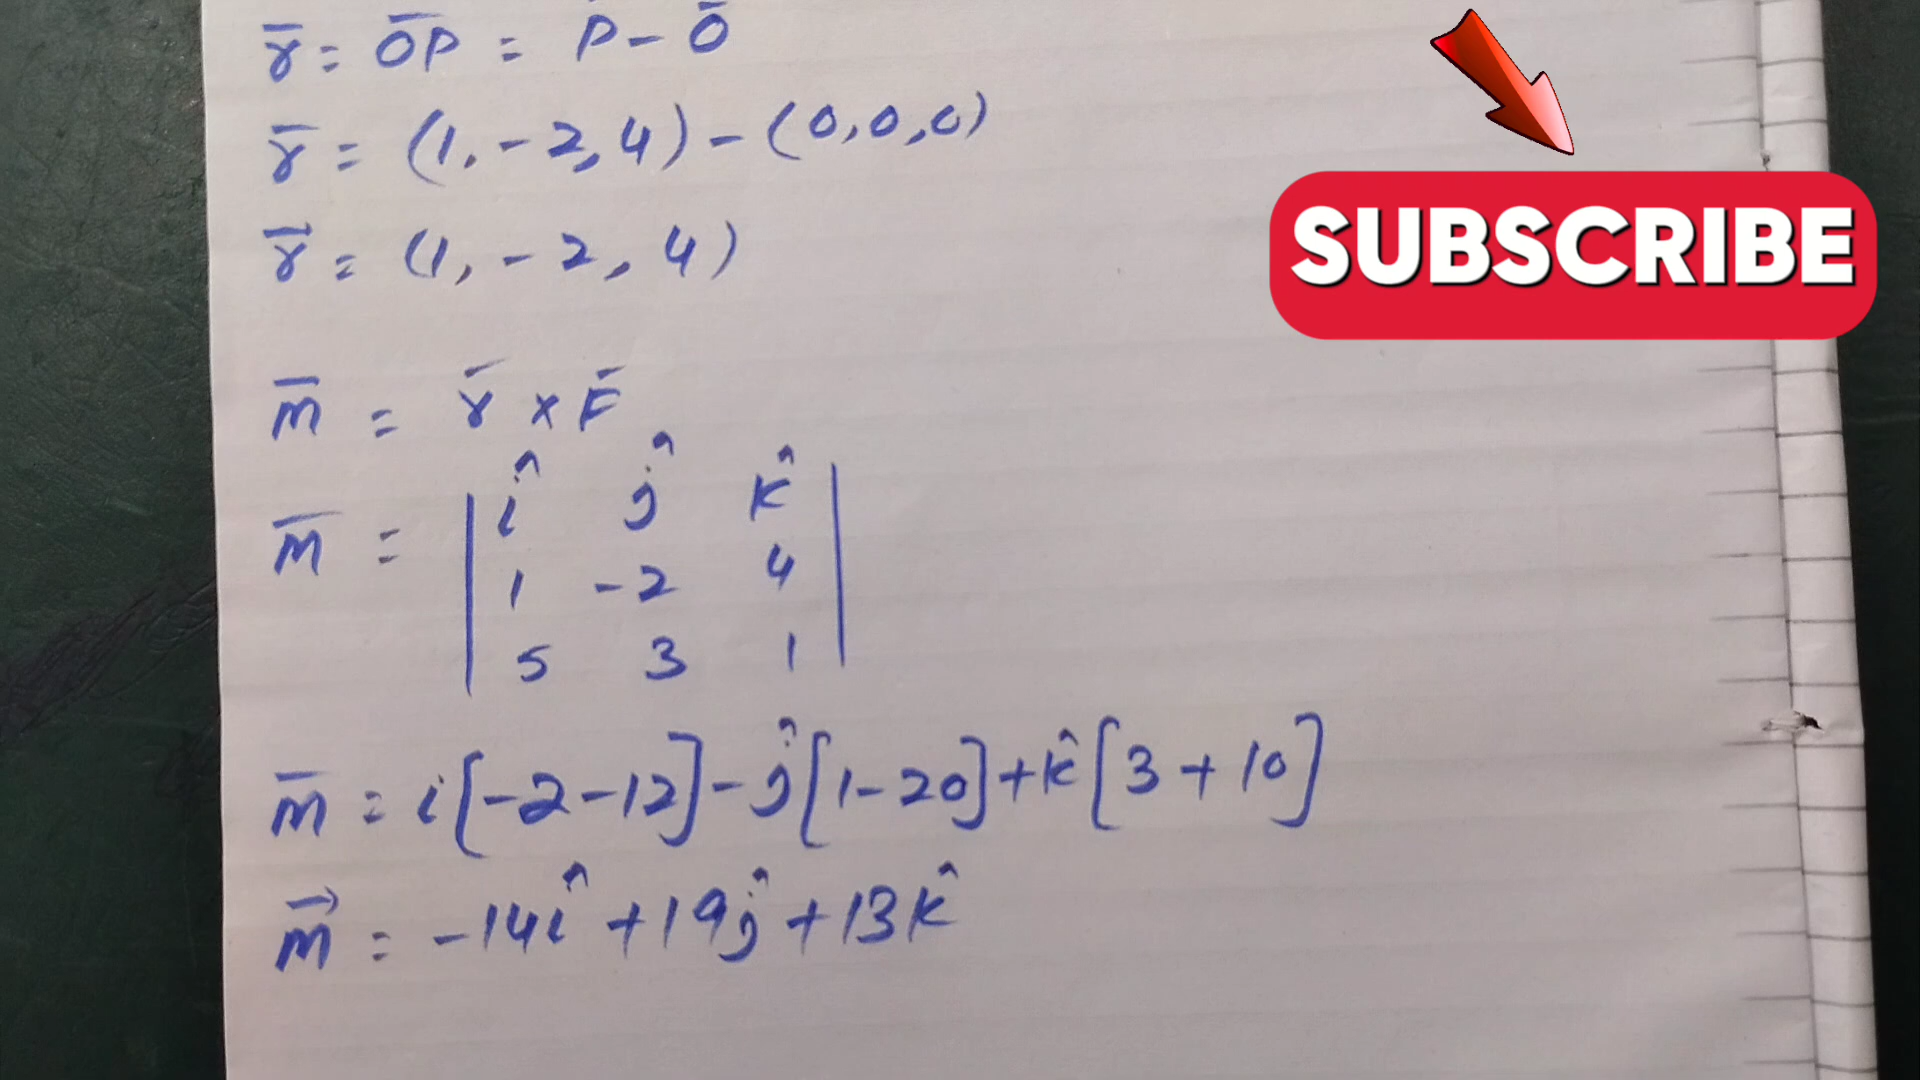 r̄ = O̅P̅ = P̄ - Ō
r̄ = (1, -2, 4) - (0, 0, 0)
r̄ = (1, -2, 4)
SUBSCRIBE
m̄ = r̄ × F̄
m̄ = | î ĵ k̂ |
| 1 -2 4 |
| 5 3 1 |
m̄ = i[-2-12] - ĵ[1-20] + k̂[3+10]
m⃗ = -14î + 19ĵ + 13k̂